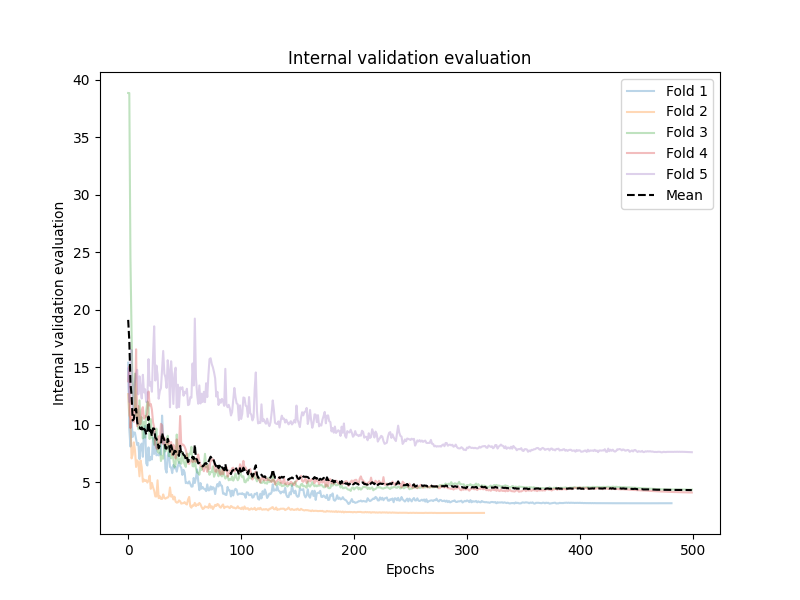 Internal validation evaluation
Internal validation evaluation
40
35
30
25
20
15
10
5
0
100
200
300
400
500
Epochs
Fold 1
Fold 2
Fold 3
Fold 4
Fold 5
Mean